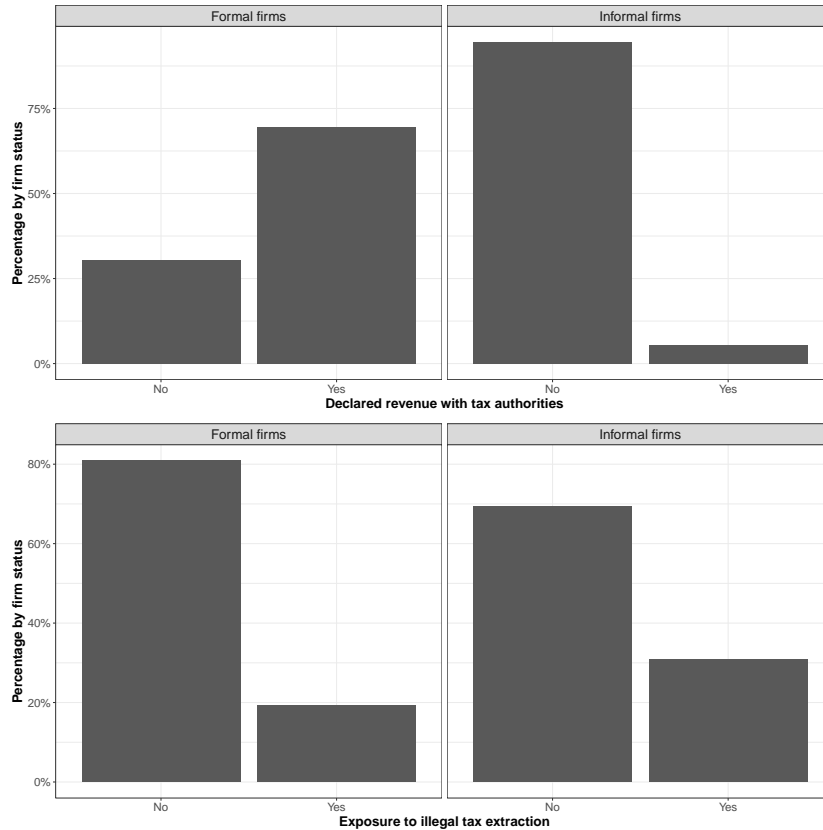 Formal firms
Informal firms
Percentage by firm status
75%
50%
25%
0%
No
Yes
No
Yes
Declared revenue with tax authorities
Formal firms
Informal firms
Percentage by firm status
80%
60%
40%
20%
0%
No
Yes
No
Yes
Exposure to illegal tax extraction